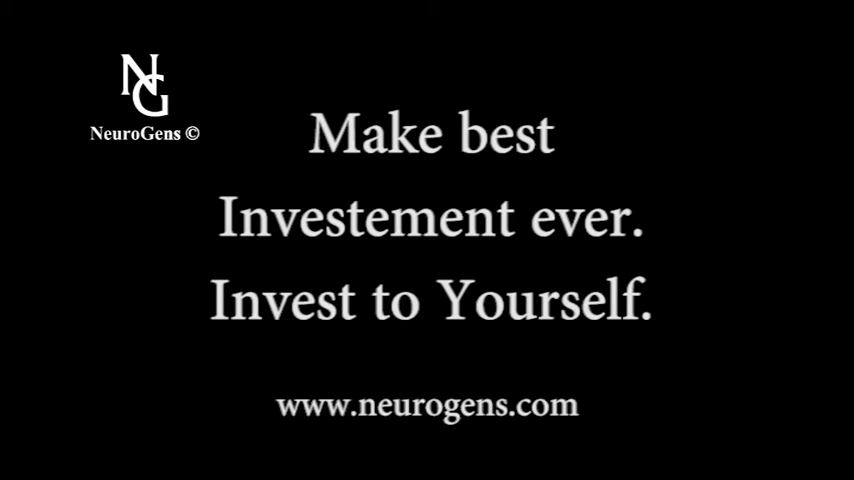 NG
NeuroGens ©
Make best
Investement ever.
Invest to Yourself.
www.neurogens.com